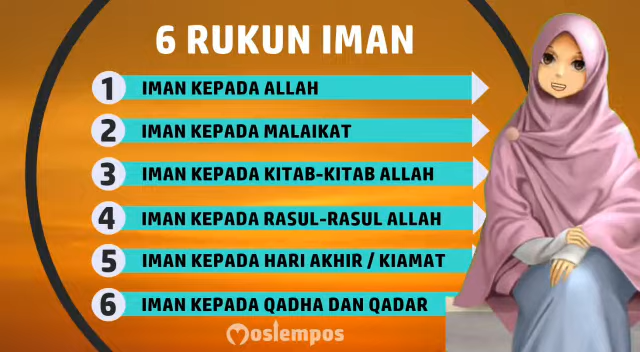 6 RUKUN IMAN
1 IMAN KEPADA ALLAH
2 IMAN KEPADA MALAIKAT
3 IMAN KEPADA KITAB-KITAB ALLAH
4 IMAN KEPADA RASUL-RASUL ALLAH
5 IMAN KEPADA HARI AKHIR / KIAMAT
6 IMAN KEPADA QADHA DAN QADAR
Moslempos